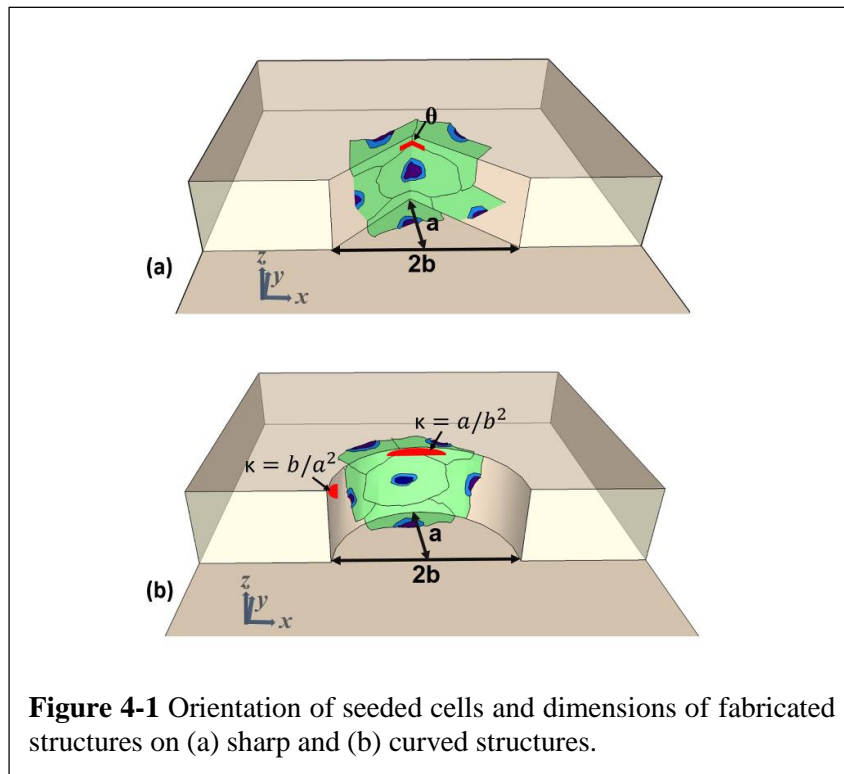 θ
a
2b
(a)
z
y
x
κ = a/b²
κ = b/a²
a
2b
(b)
z
y
x
Figure 4-1 Orientation of seeded cells and dimensions of fabricated
structures on (a) sharp and (b) curved structures.